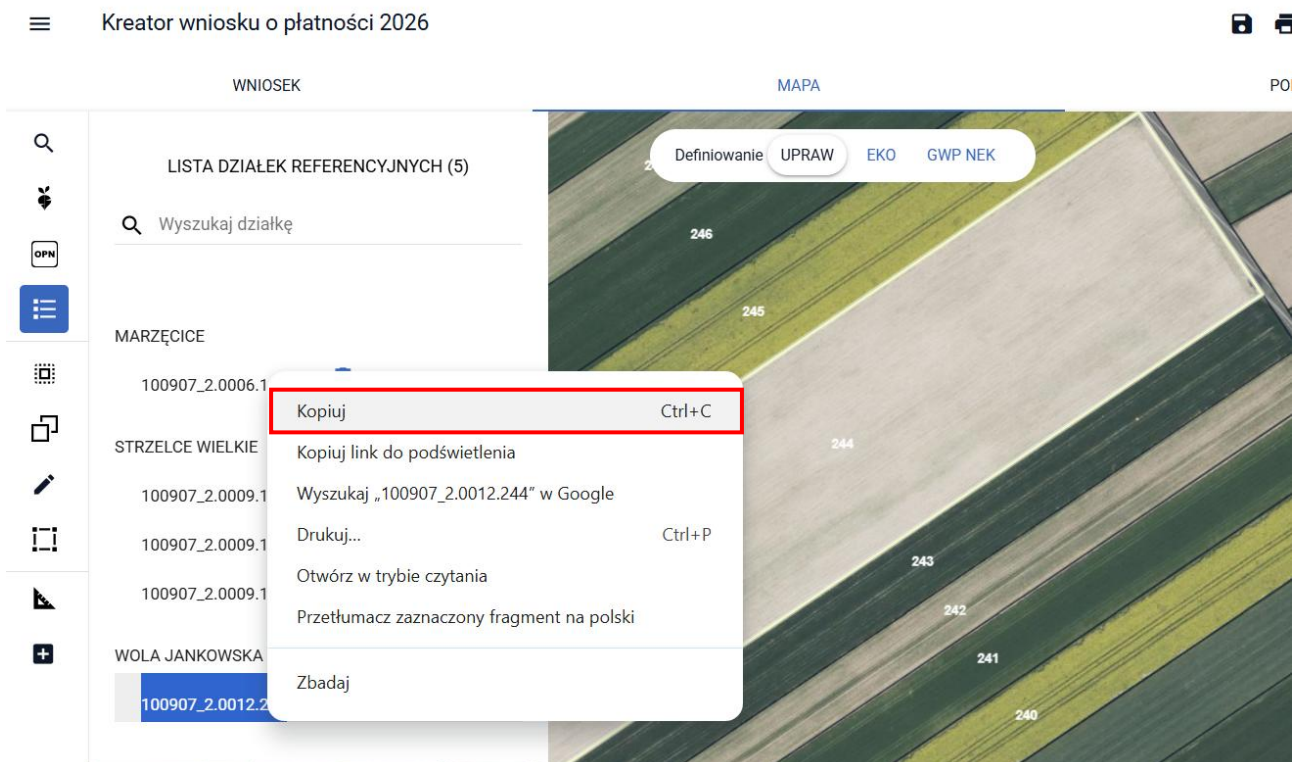 Kreator wniosku o płatności 2026
WNIOSEK
MAPA
LISTA DZIAŁEK REFERENCYJNYCH (5)
Definiowanie UPRAW EKO GWP NEK
Wyszukaj działkę
OPN
246
245
MARZĘCICE
100907_2.0006.1
Kopiuj Ctrl+C
244
STRZELCE WIELKIE
Kopiuj link do podświetlenia
100907_2.0009.1
Wyszukaj „100907_2.0012.244” w Google
100907_2.0009.1
Drukuj... Ctrl+P
243
Otwórz w trybie czytania
100907_2.0009.1
242
Przetłumacz zaznaczony fragment na polski
WOLA JANKOWSKA
241
Zbadaj
100907_2.0012.2
240